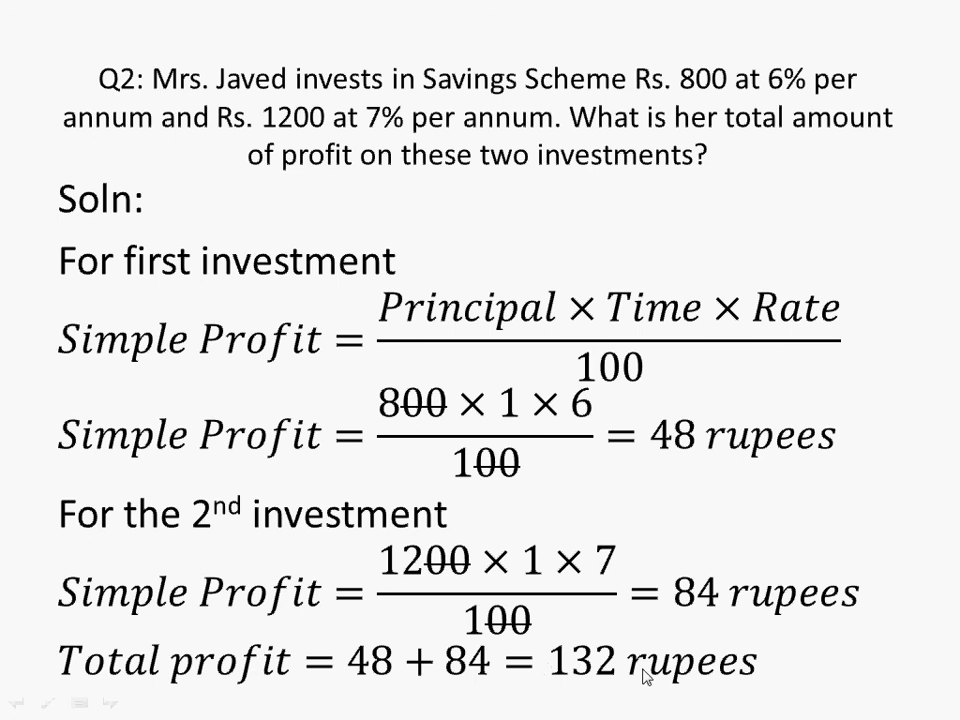 Q2: Mrs. Javed invests in Savings Scheme Rs. 800 at 6% per
annum and Rs. 1200 at 7% per annum. What is her total amount
of profit on these two investments?
Soln:
For first investment
Simple Profit = Principal × Time × Rate / 100
Simple Profit = 800 × 1 × 6 / 100 = 48 rupees
For the 2nd investment
Simple Profit = 1200 × 1 × 7 / 100 = 84 rupees
Total profit = 48 + 84 = 132 rupees